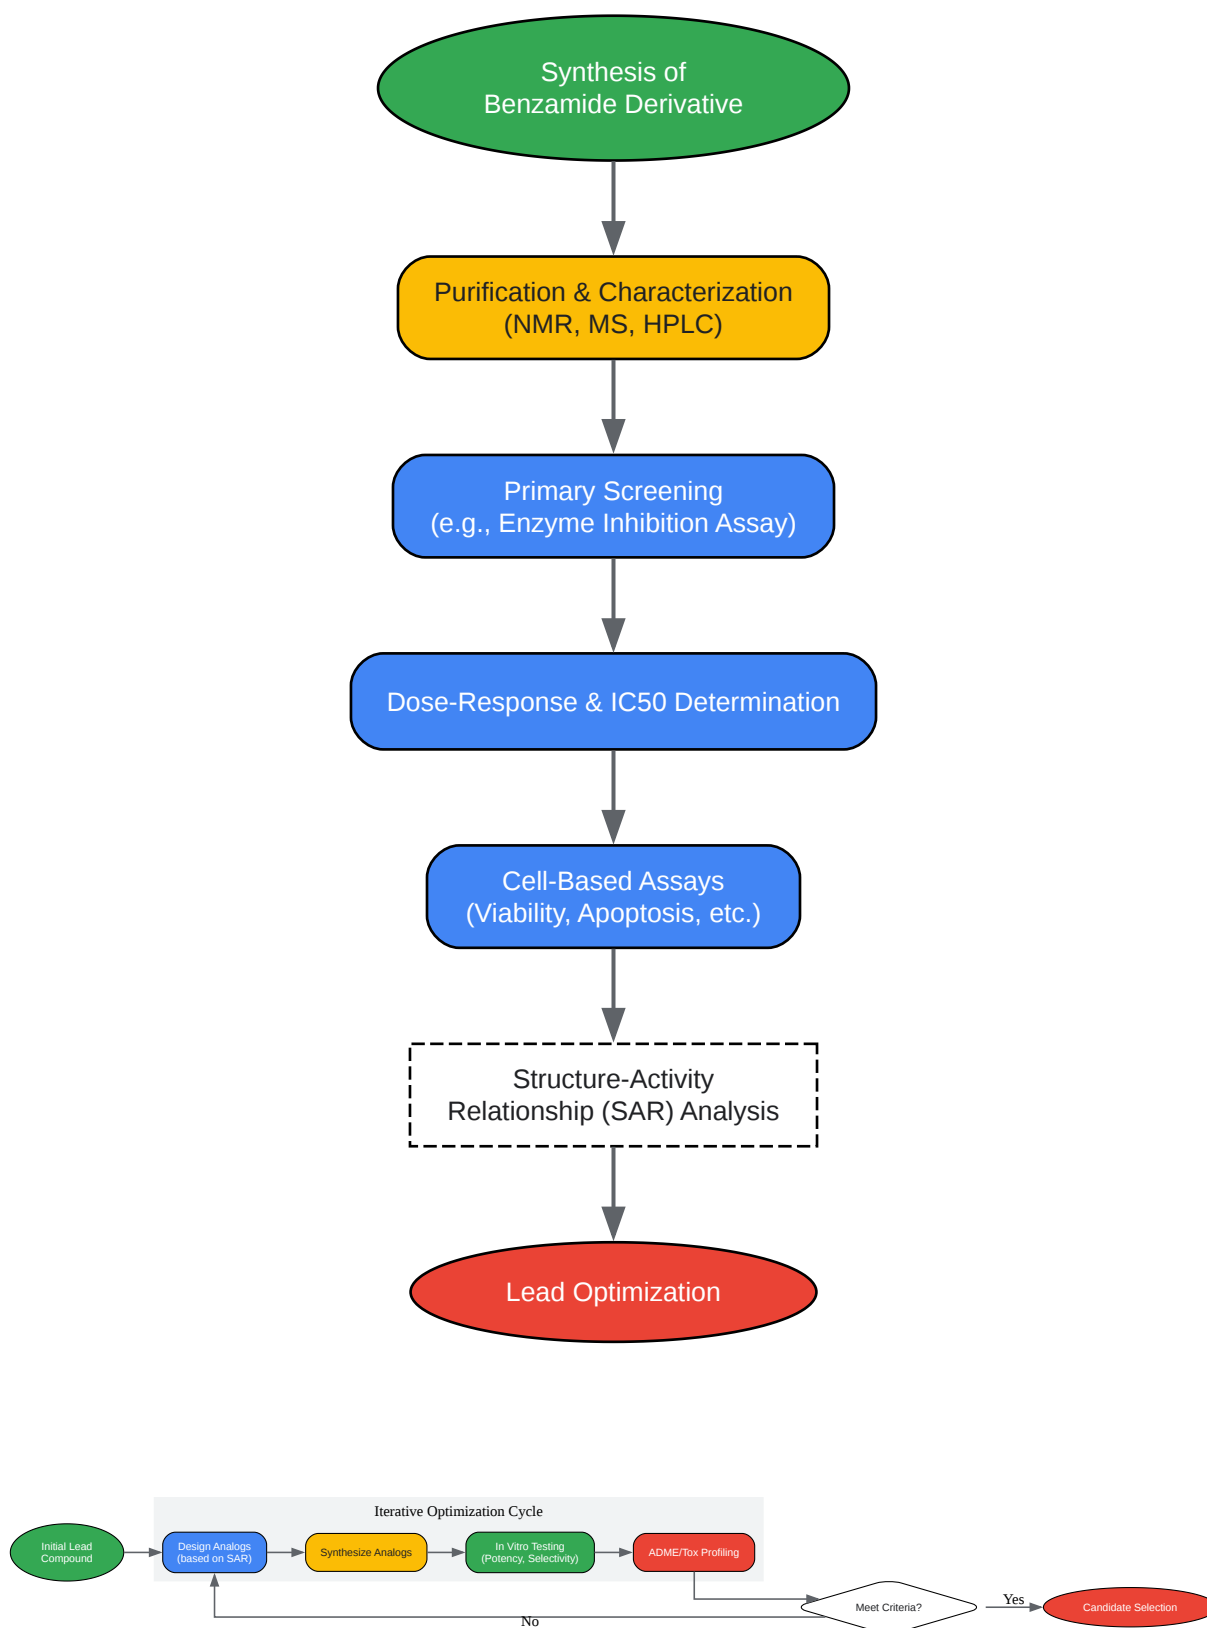 Synthesis of
Benzamide Derivative
Purification & Characterization
(NMR, MS, HPLC)
Primary Screening
(e.g., Enzyme Inhibition Assay)
Dose-Response & IC50 Determination
Cell-Based Assays
(Viability, Apoptosis, etc.)
Structure-Activity
Relationship (SAR) Analysis
Lead Optimization
Iterative Optimization Cycle
Initial Lead
Compound
Design Analogs
(based on SAR)
Synthesize Analogs
In Vitro Testing
(Potency, Selectivity)
ADME/Tox Profiling
Meet Criteria?
Yes
Candidate Selection
No